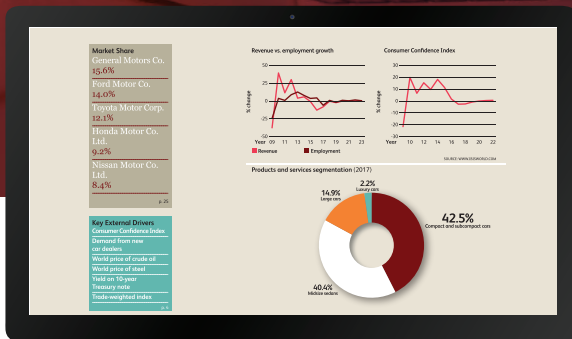 Market Share
General Motors Co.
15.6%
Ford Motor Co.
14.0%
Toyota Motor Corp.
12.1%
Honda Motor Co.
Ltd.
9.2%
Nissan Motor Co.
Ltd.
8.4%
p. 25
Key External Drivers
Consumer Confidence Index
Demand from new
car dealers
World price of crude oil
World price of steel
Yield on 10-year
Treasury note
Trade-weighted index
Revenue vs. employment growth
% change
50
25
0
-25
-50
Year 09 11 13 15 17 19 21 23
Revenue
Employment
Consumer Confidence Index
% change
30
20
10
0
-10
-20
-30
Year 10 12 14 16 18 20 22
SOURCE: WWW.IBISWORLD.COM
Products and services segmentation (2017)
2.2%
Luxury cars
14.9%
Large cars
42.5%
Compact and subcompact cars
40.4%
Midsize sedans